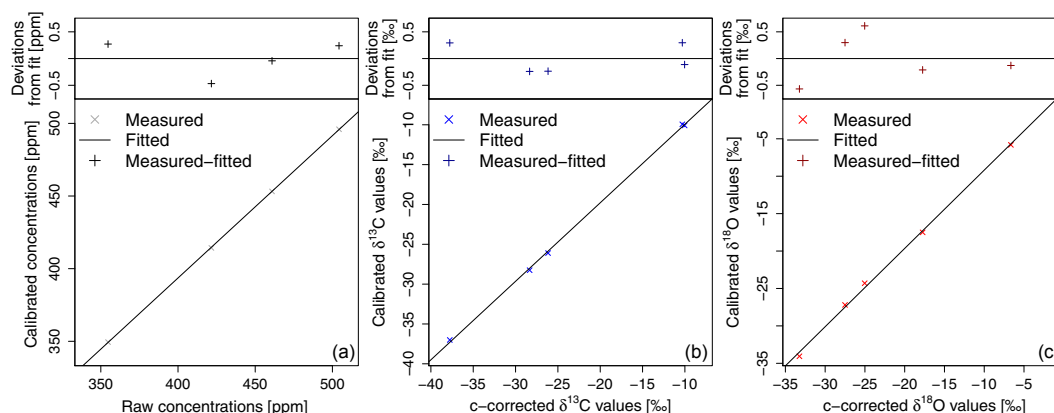 Deviations
from fit [ppm]
−0.5
0.5
Calibrated concentrations [ppm]
350
400
450
500
Measured
Fitted
Measured−fitted
(a)
350
400
450
500
Raw concentrations [ppm]
Deviations
from fit [‰]
−0.5
0.5
Calibrated δ¹³C values [‰]
−40
−35
−30
−25
−20
−15
−10
Measured
Fitted
Measured−fitted
(b)
−40
−35
−30
−25
−20
−15
−10
c−corrected δ¹³C values [‰]
Deviations
from fit [‰]
−0.5
0.5
Calibrated δ¹⁸O values [‰]
−35
−25
−15
−5
Measured
Fitted
Measured−fitted
(c)
−35
−30
−25
−20
−15
−10
−5
c−corrected δ¹⁸O values [‰]